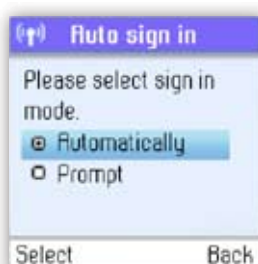 Auto sign in
Please select sign in
mode.
Automatically
Prompt
Select Back